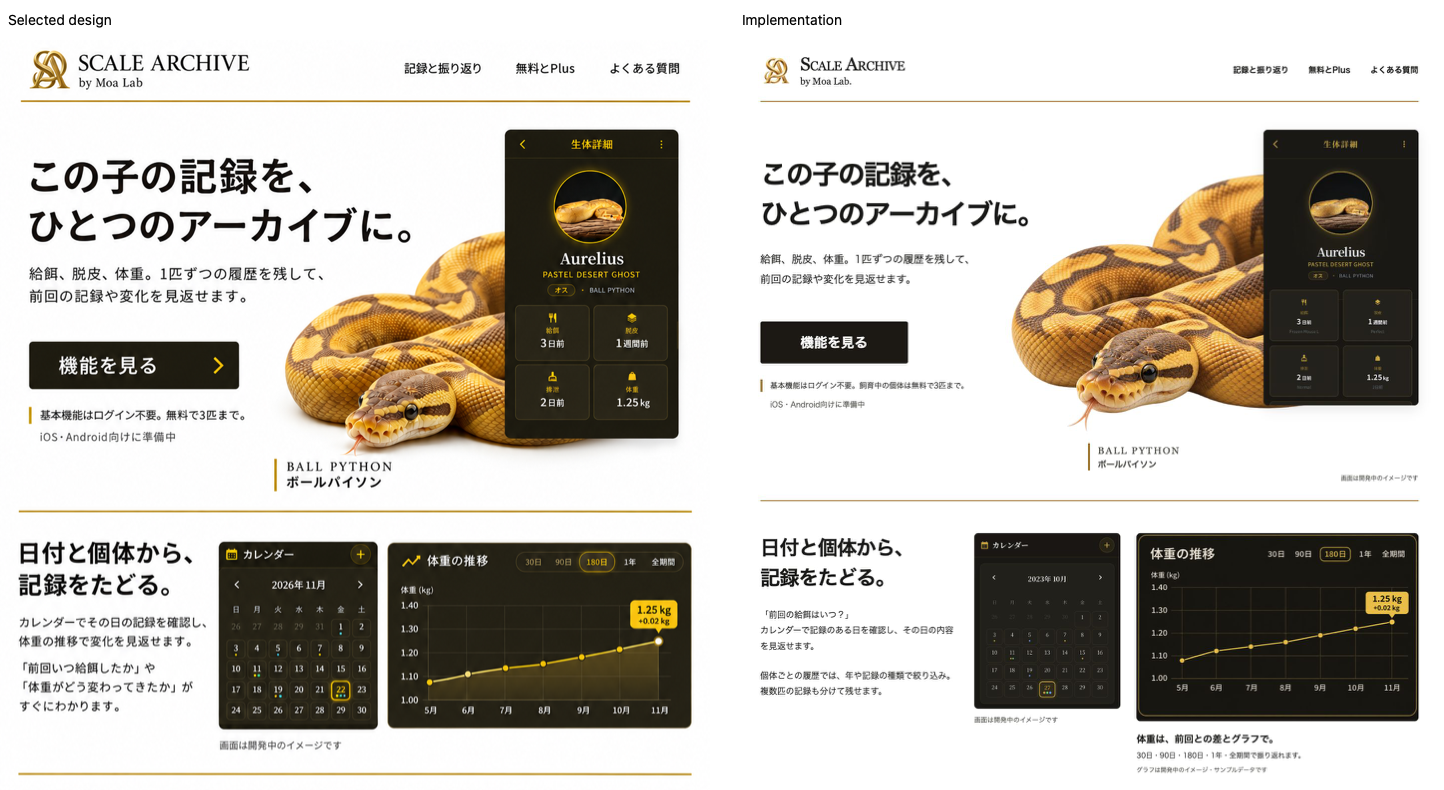 Selected design
SCALE ARCHIVE
by Moa Lab
記録と振り返り
無料とPlus
よくある質問
この子の記録を、
ひとつのアーカイブに。
給餌、脱皮、体重。1匹ずつの履歴を残して、
前回の記録や変化を見返せます。
機能を見る
基本機能はログイン不要。無料で3匹まで。
iOS・Android向けに準備中
生体詳細
Aurelius
PASTEL DESERT GHOST
オス
BALL PYTHON
給餌
3日前
脱皮
1週間前
排泄
2日前
体重
1.25 kg
BALL PYTHON
ボールパイソン
日付と個体から、
記録をたどる。
カレンダーでその日の記録を確認し、
体重の推移で変化を見返せます。
「前回いつ給餌したか」や
「体重がどう変わってきたか」が
すぐにわかります。
カレンダー
2026年 11月
日 月 火 水 木 金 土
26 27 28 29 31 1 2
3 4 5 6 7 8 9
10 11 12 13 14 15 16
17 18 19 20 21 22 23
24 25 26 27 28 29 30
画面は開発中のイメージです
体重の推移
30日 90日 180日 1年 全期間
体重 (kg)
1.40
1.30
1.20
1.10
1.00
1.25 kg
+0.02 kg
5月 6月 7月 8月 9月 10月 11月
Implementation
SCALE ARCHIVE
by Moa Lab.
記録と振り返り
無料とPlus
よくある質問
この子の記録を、
ひとつのアーカイブに。
給餌、脱皮、体重。1匹ずつの履歴を残して、
前回の記録や変化を見返せます。
機能を見る
基本機能はログイン不要。飼育中の個体は無料で3匹まで。
iOS・Android向けに準備中
生体詳細
Aurelius
PASTEL DESERT GHOST
オス
BALL PYTHON
3日前
1週間前
2日前
1.25 kg
BALL PYTHON
ボールパイソン
画面は開発中のイメージです
日付と個体から、
記録をたどる。
「前回の給餌はいつ？」
カレンダーで記録のある日を確認し、その日の内容
を見返せます。
個体ごとの履歴では、年や記録の種類で絞り込み。
複数匹の記録も分けて残せます。
カレンダー
2023年 10月
3 4 5 6 7 8 9
10 11 12 13 14 15 16
17 18 19 20 21 22 23
24 25 26 27 28 29 30
画面は開発中のイメージです
体重の推移
30日 90日 180日 1年 全期間
体重 (kg)
1.40
1.30
1.20
1.10
1.00
1.25 kg
+0.02 kg
5月 6月 7月 8月 9月 10月 11月
体重は、前回との差とグラフで。
30日・90日・180日・1年・全期間で振り返れます。
グラフは開発中のイメージ・サンプルデータです